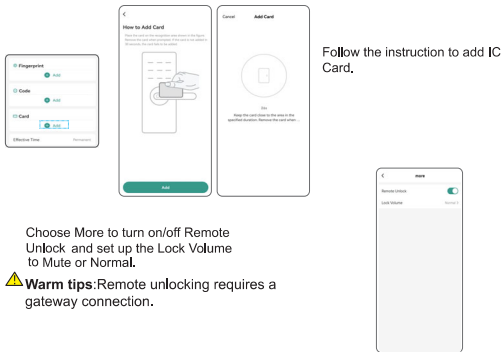 Fingerprint
Add
Code
Add
Card
Add
Effective Time
Permanent
How to Add Card
Add
Cancel
Add Card
Keep the card close to the area in the
specified duration. Remove the card when ...
Follow the instruction to add IC
Card.
Choose More to turn on/off Remote
Unlock and set up the Lock Volume
to Mute or Normal.
Warm tips:Remote unlocking requires a
gateway connection.
More
Remote Unlock
Lock Volume
Normal